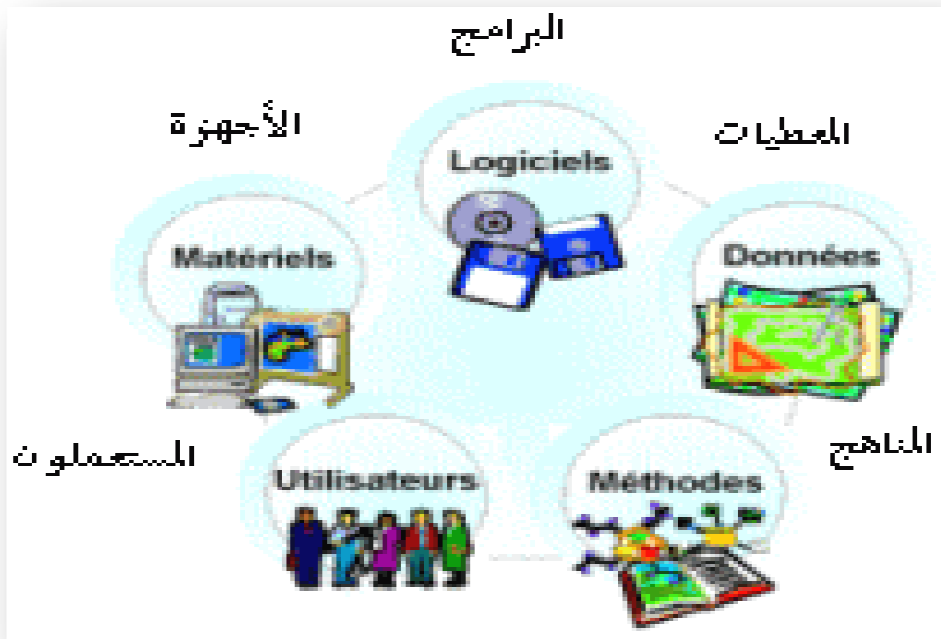 البرامج
الأجهزة
المعطيات
Logiciels
Matériels
Données
المستعملون
المناهج
Utilisateurs
Méthodes